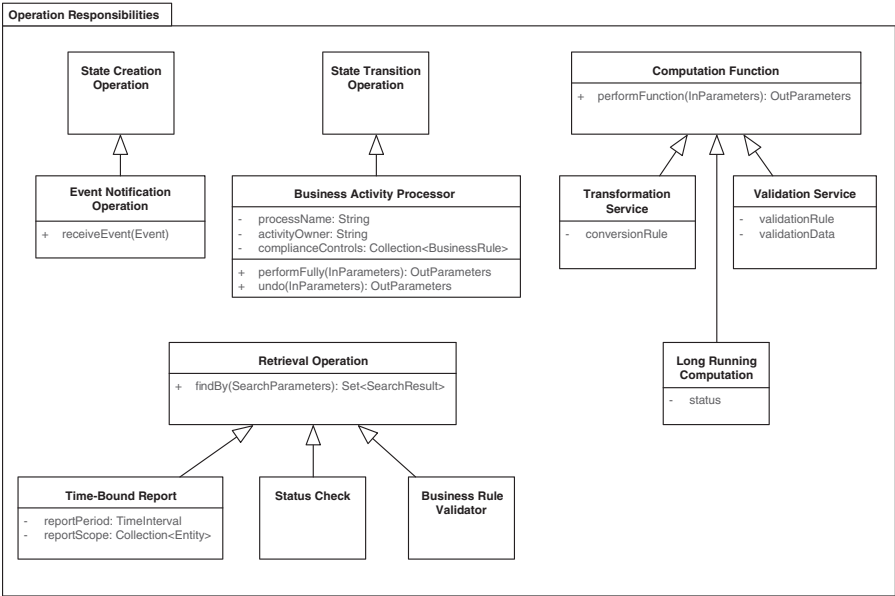 Operation Responsibilities
State Creation
Operation
State Transition
Operation
Computation Function
+ performFunction(InParameters): OutParameters
Event Notification
Operation
+ receiveEvent(Event)
Business Activity Processor
- processName: String
- activityOwner: String
- complianceControls: Collection<BusinessRule>
+ performFully(InParameters): OutParameters
+ undo(InParameters): OutParameters
Transformation
Service
- conversionRule
Validation Service
- validationRule
- validationData
Retrieval Operation
+ findBy(SearchParameters): Set<SearchResult>
Long Running
Computation
- status
Time-Bound Report
- reportPeriod: TimeInterval
- reportScope: Collection<Entity>
Status Check
Business Rule
Validator